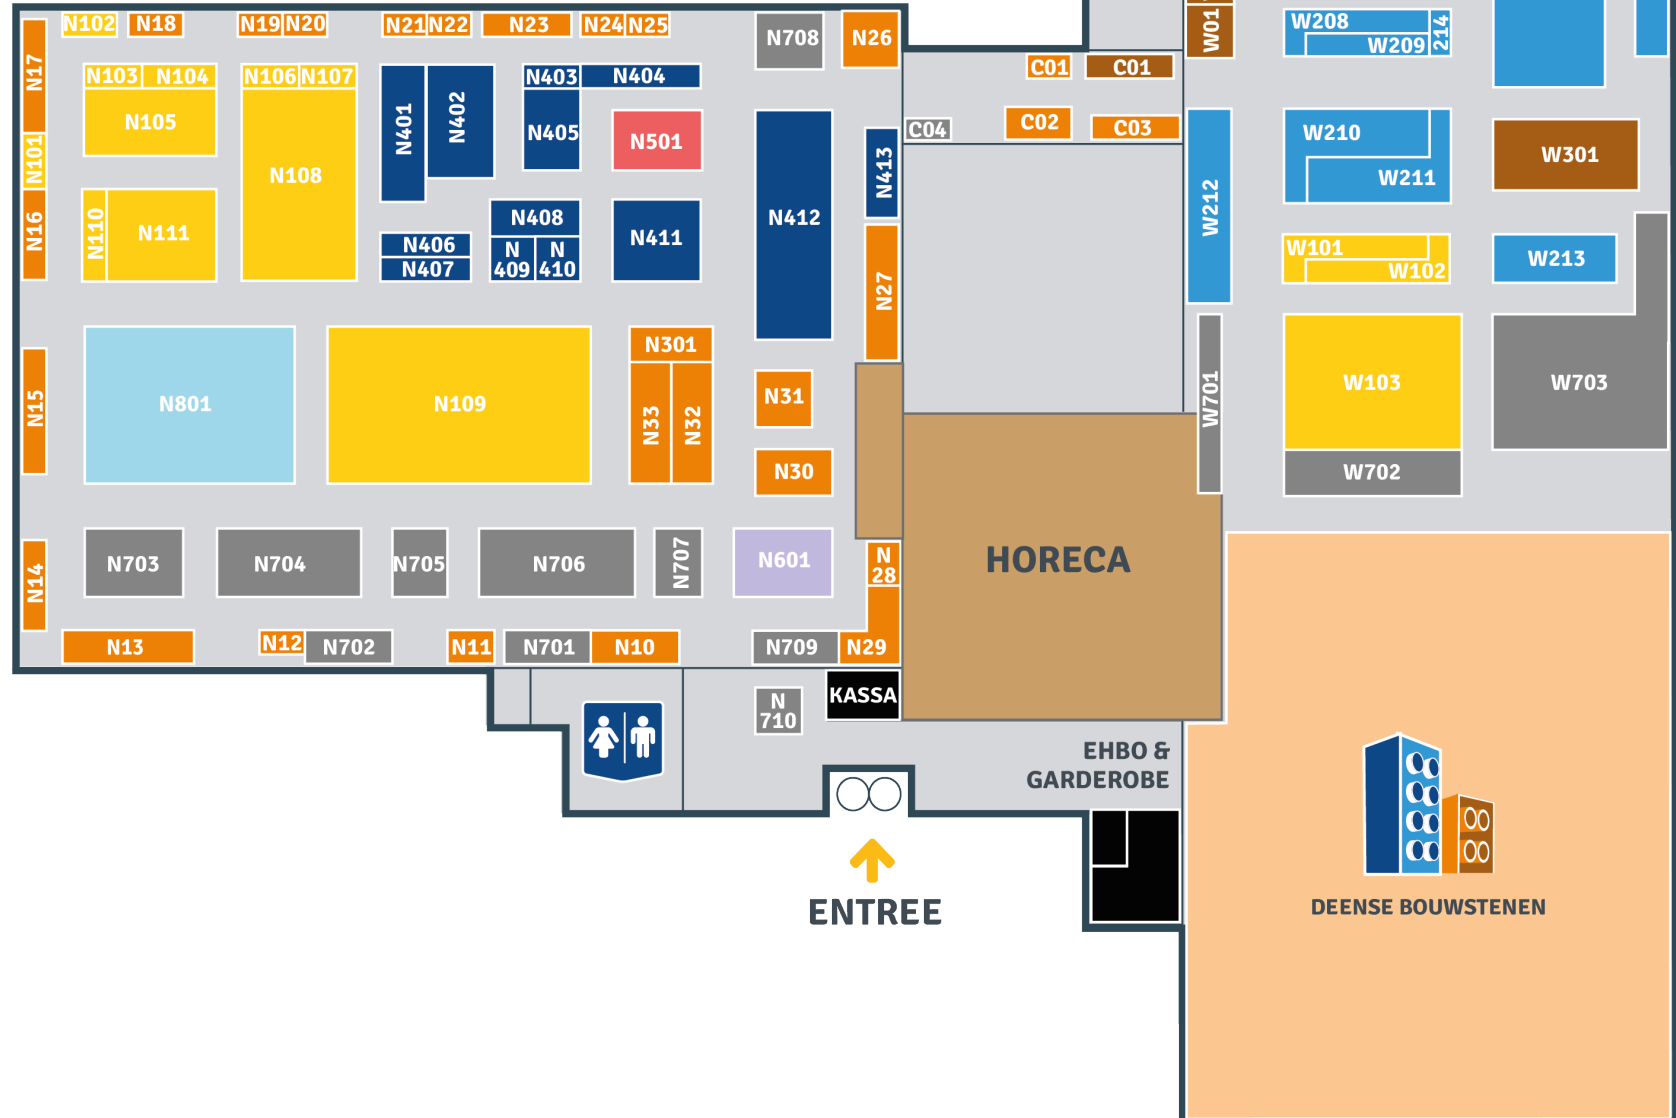 N102
N18
N19
N20
N21
N22
N23
N24
N25
N708
N26
N17
N103
N104
N105
N106
N107
N108
N401
N402
N403
N404
N405
N501
N412
N413
N101
N16
N110
N111
N406
N407
N408
N
409
N
410
N411
N27
N15
N801
N109
N301
N33
N32
N31
N30
N14
N703
N704
N705
N706
N707
N601
N
28
N13
N12
N702
N11
N701
N10
N709
N29
N
710
KASSA
C01
C01
C02
C03
C04
HORECA
EHBO &
GARDEROBE
ENTREE
W01
W208
W209
214
W210
W211
W212
W301
W101
W102
W213
W701
W103
W702
W703
DEENSE BOUWSTENEN